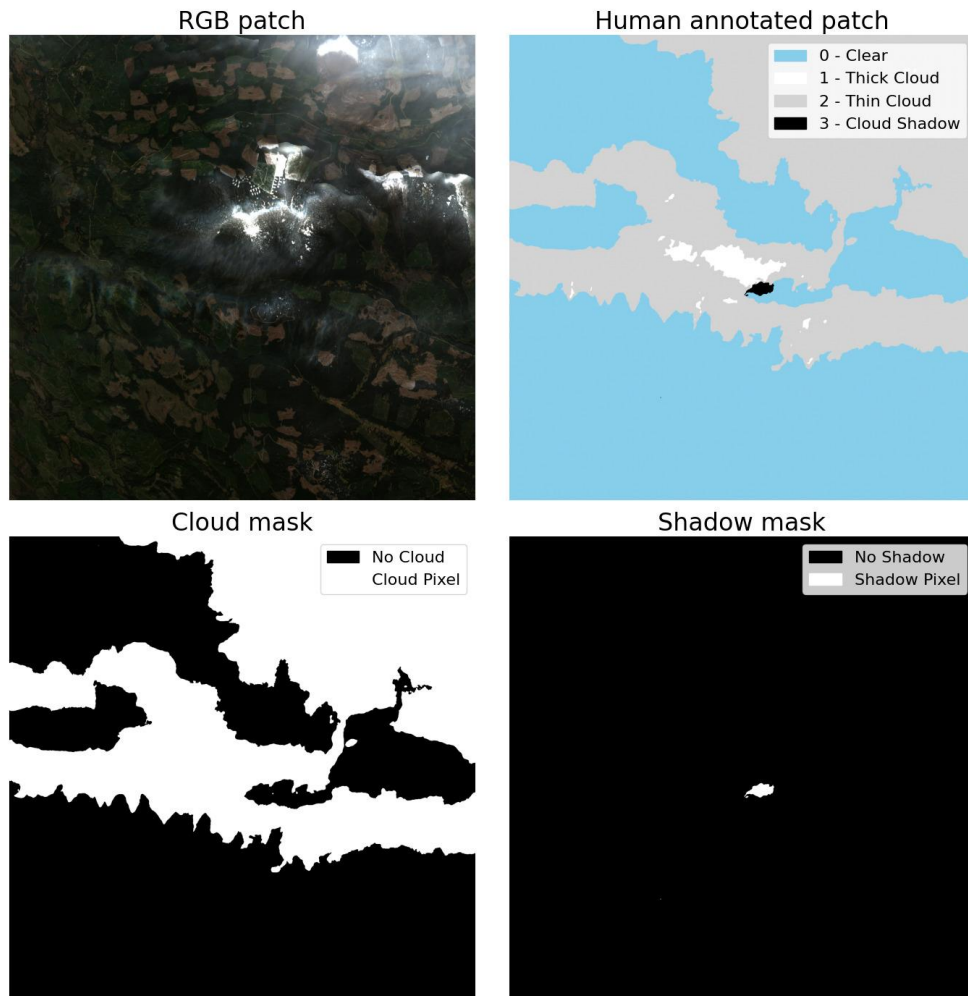 RGB patch
Human annotated patch
0 - Clear
1 - Thick Cloud
2 - Thin Cloud
3 - Cloud Shadow
Cloud mask
No Cloud
Cloud Pixel
Shadow mask
No Shadow
Shadow Pixel